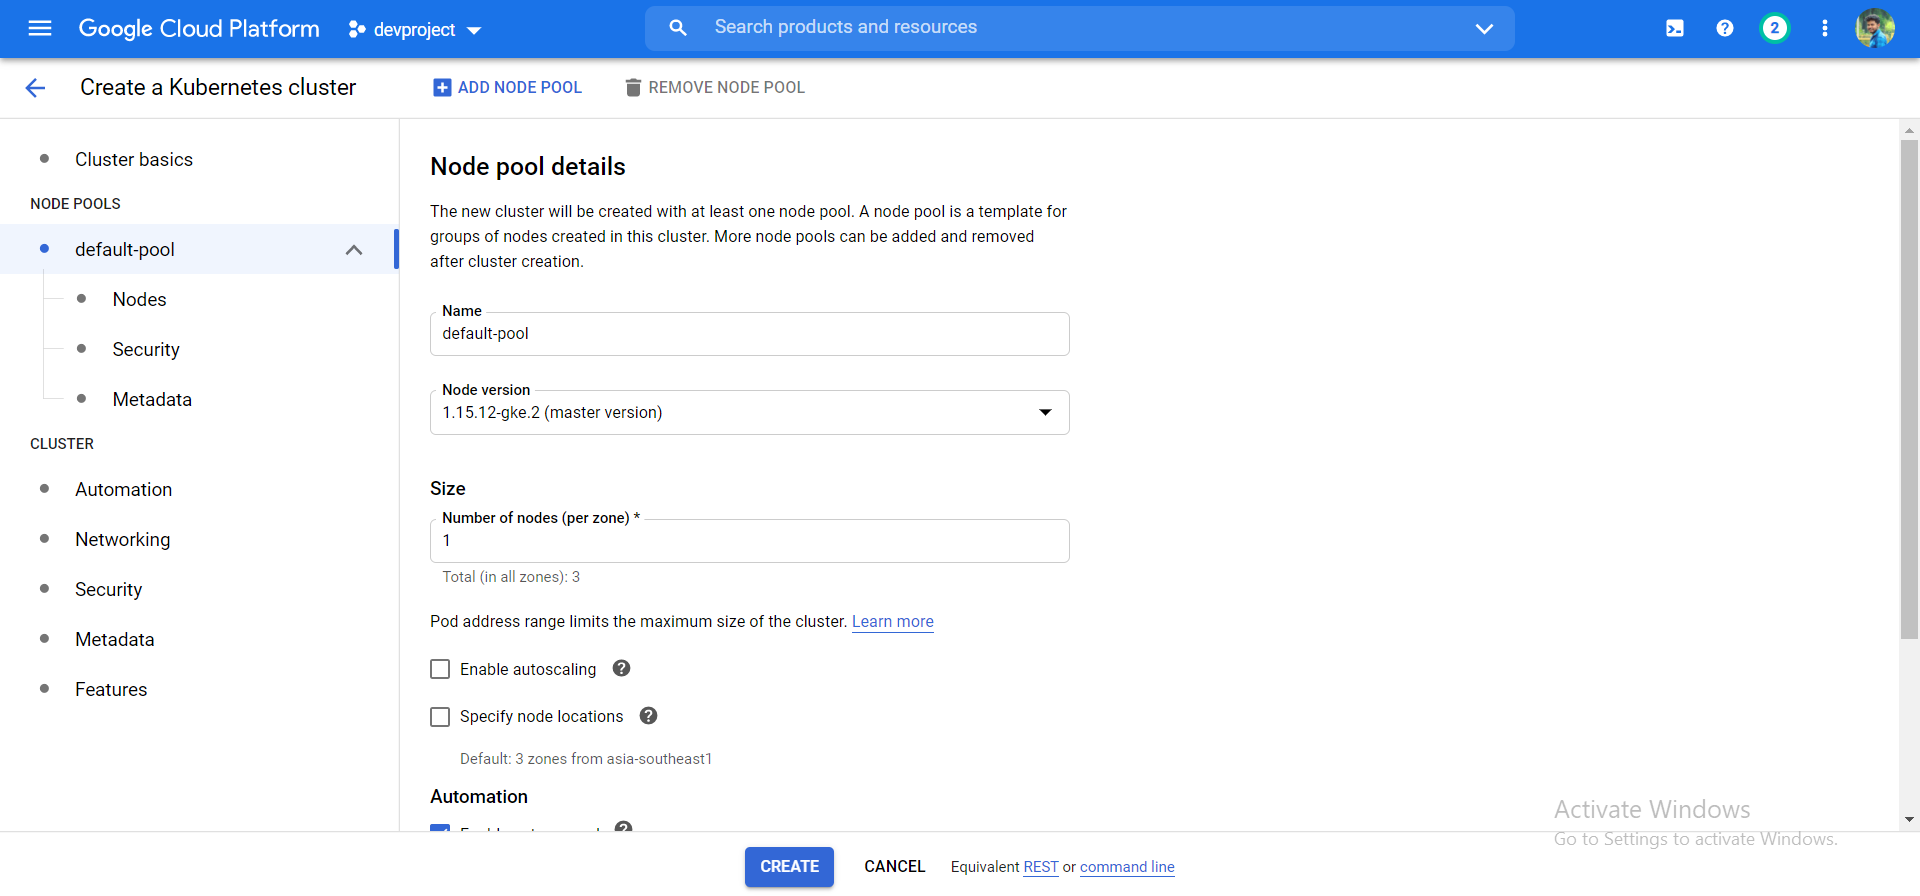 Google Cloud Platform
devproject
Search products and resources
2
Create a Kubernetes cluster
ADD NODE POOL
REMOVE NODE POOL
Cluster basics
NODE POOLS
default-pool
Nodes
Security
Metadata
CLUSTER
Automation
Networking
Security
Metadata
Features
Node pool details
The new cluster will be created with at least one node pool. A node pool is a template for
groups of nodes created in this cluster. More node pools can be added and removed
after cluster creation.
Name
default-pool
Node version
1.15.12-gke.2 (master version)
Size
Number of nodes (per zone) *
1
Total (in all zones): 3
Pod address range limits the maximum size of the cluster. Learn more
Enable autoscaling
Specify node locations
Default: 3 zones from asia-southeast1
Automation
Activate Windows
Go to Settings to activate Windows.
CREATE
CANCEL
Equivalent REST or command line